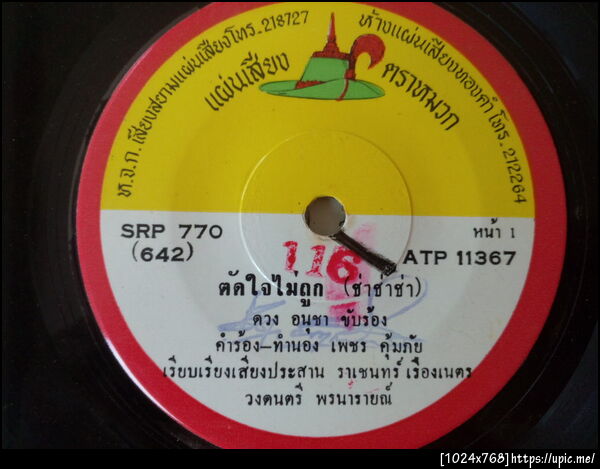 ห.จ.ก. เสียงสยามแผ่นเสียงโทร. 218727
ห้างแผ่นเสียงทองคำ โทร. 212264
แผ่นเสียง
ตราหมวก
SRP 770
(642)
หน้า 1
ATP 11367
116
ตัดใจไม่ถูก (ช่าช่าช่า)
ดวง อนุชา ขับร้อง
คำร้อง-ทำนอง เพชร คุ้มภัย
เรียบเรียงเสียงประสาน ราเชนทร์ เรืองเนตร
วงดนตรี พรนารายณ์
[1024x768]https://upic.me/